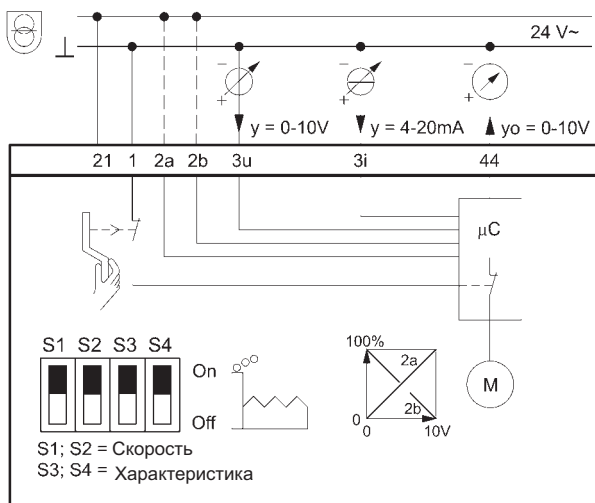 24 V~
- - -
+ + +
y = 0-10V y = 4-20mA yo = 0-10V
21 1 2a 2b 3u 3i 44
µC
S1 S2 S3 S4
On
Off
100%
2a
2b
0
0 10V
M
S1; S2 = Скорость
S3; S4 = Характеристика